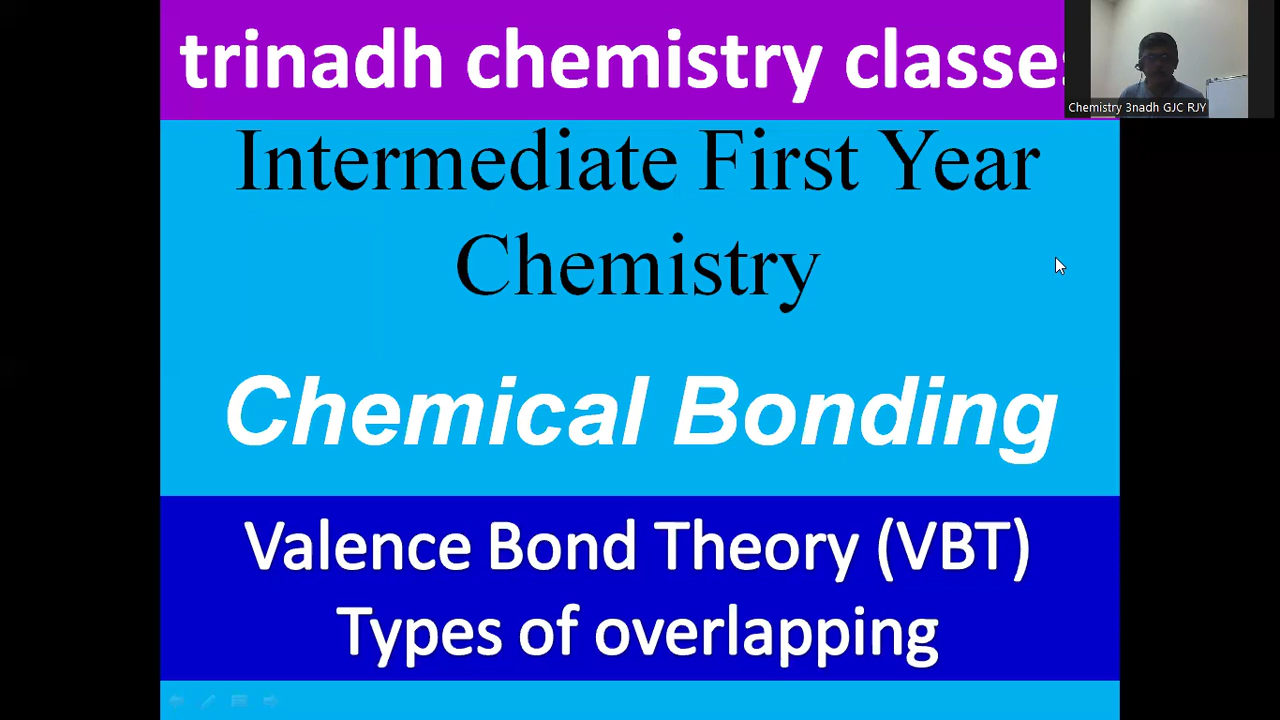 trinadh chemistry classes
Chemistry 3nadh GJC RJY
Intermediate First Year
Chemistry
Chemical Bonding
Valence Bond Theory (VBT)
Types of overlapping